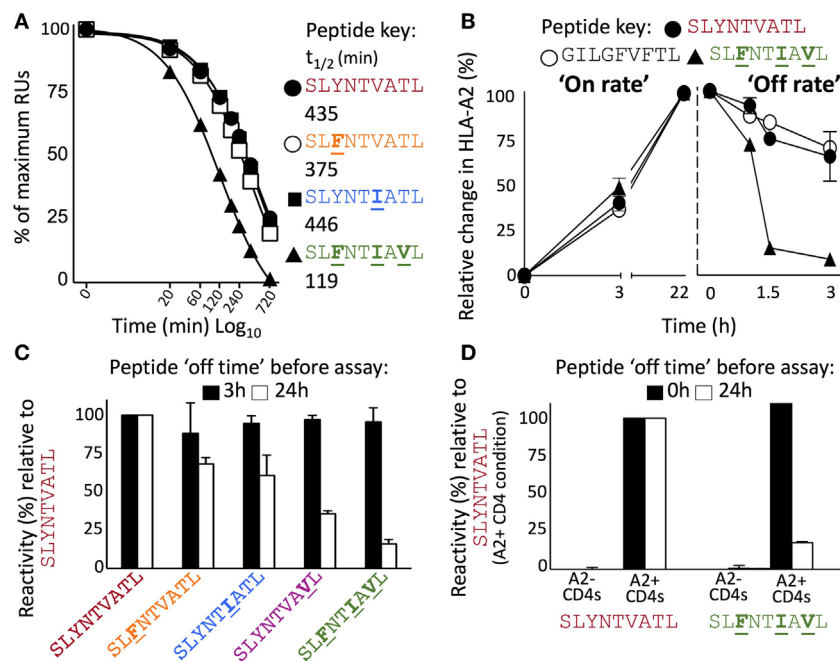 A
Peptide key:
t1/2 (min)
SLYNTVATL
435
SLFNTVATL
375
SLYNTIATL
446
SLFNTIAVL
119
% of maximum RUs
100
75
50
25
0
0
20
60
120
240
720
Time (min) Log10
B
Peptide key:
SLYNTVATL
GILGFVFTL
SLFNTIAVL
'On rate'
'Off rate'
Relative change in HLA-A2 (%)
100
75
50
25
0
0
3
22
0
1.5
3
Time (h)
C
Peptide 'off time' before assay:
3h
24h
Reactivity (%) relative to
SLYNTVATL
100
75
50
25
0
SLYNTVATL
SLFNTVATL
SLYNTIATL
SLYNTVAVL
SLFNTIAVL
D
Peptide 'off time' before assay:
0h
24h
Reactivity (%) relative to
SLYNTVATL
(A2+ CD4 condition)
100
75
50
25
0
A2-
CD4s
A2+
CD4s
A2-
CD4s
A2+
CD4s
SLYNTVATL
SLFNTIAVL